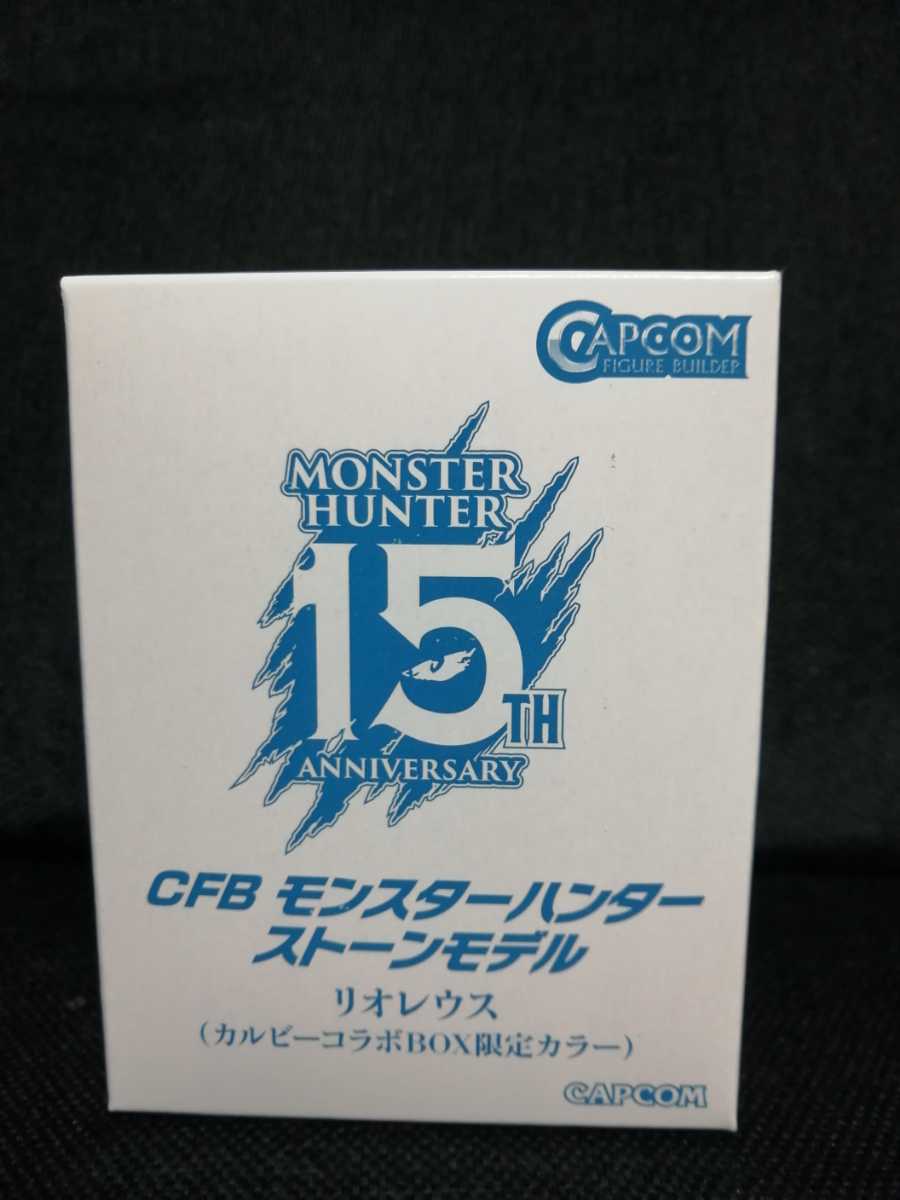 CAPCOM
FIGURE BUILDER
MONSTER
HUNTER
15TH
ANNIVERSARY
CFB モンスターハンター
ストーンモデル
リオレウス
(カルビーコラボBOX限定カラー)
CAPCOM